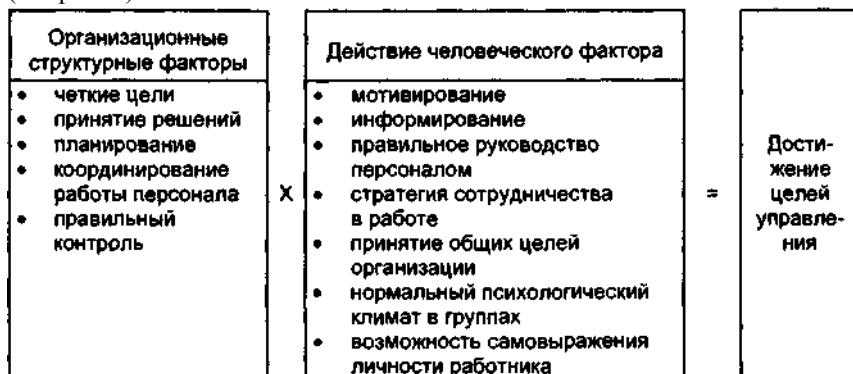 Организационные
структурные факторы
• четкие цели
• принятие решений
• планирование
• координирование
работы персонала
• правильный
контроль
X
Действие человеческого фактора
• мотивирование
• информирование
• правильное руководство
персоналом
• стратегия сотрудничества
в работе
• принятие общих целей
организации
• нормальный психологический
климат в группах
• возможность самовыражения
личности работника
=
Дости-
жение
целей
управле-
ния